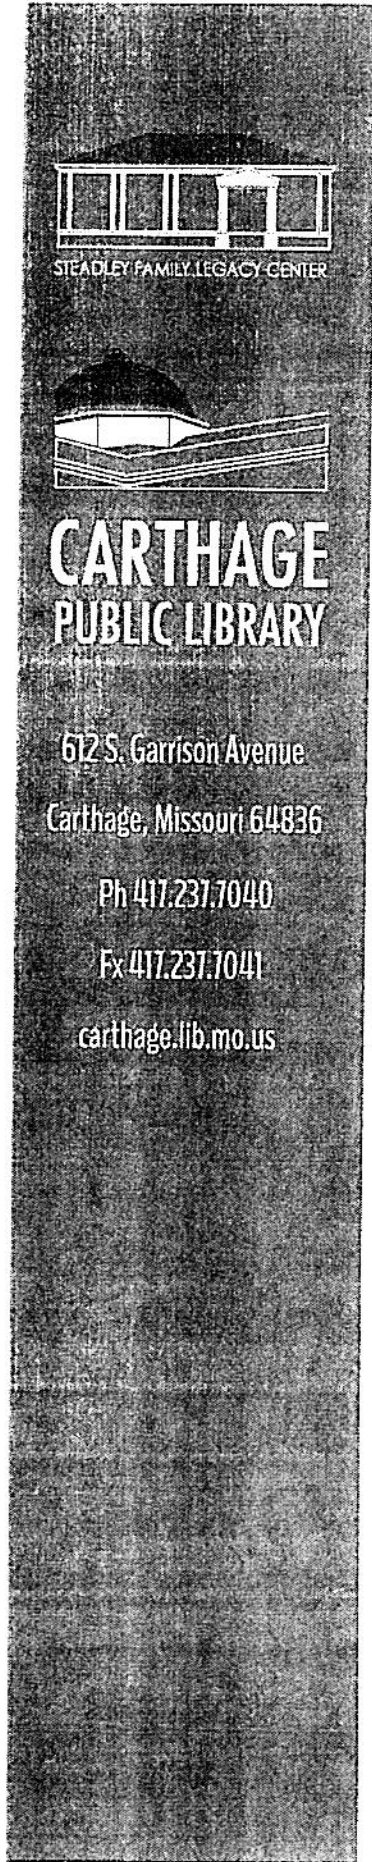 STEADLEY FAMILY LEGACY CENTER
CARTHAGE
PUBLIC LIBRARY
612 S. Garrison Avenue
Carthage, Missouri 64836
Ph 417.237.7040
Fx 417.237.7041
carthage.lib.mo.us